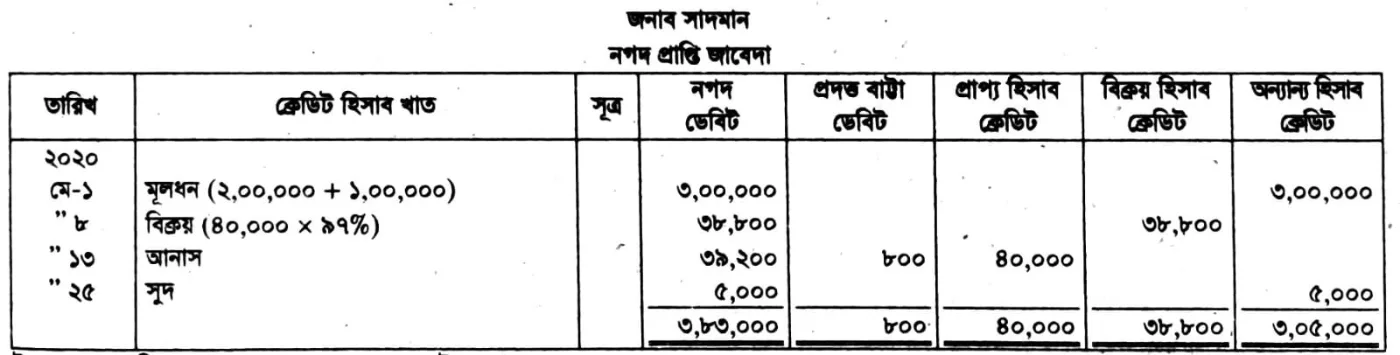 জনাব সাদমান
নগদ প্রাপ্তি জাবেদা
তারিখ ক্রেডিট হিসাব খাত সূত্র নগদ ডেবিট প্রদত্ত বাট্টা ডেবিট প্রাপ্য হিসাব ক্রেডিট বিক্রয় হিসাব ক্রেডিট অন্যান্য হিসাব ক্রেডিট
২০২০
মে-১ মূলধন (২,০০,০০০ + ১,০০,০০০) ৩,০০,০০০ ৩,০০,০০০
" ৮ বিক্রয় (৪০,০০০ × ৯৭%) ৩৮,৮০০ ৩৮,৮০০
" ১৩ আনাস ৩৯,২০০ ৮০০ ৪০,০০০
" ২৫ সুদ ৫,০০০ ৫,০০০
৩,৮৩,০০০ ৮০০ ৪০,০০০ ৩৮,৮০০ ৩,০৫,০০০